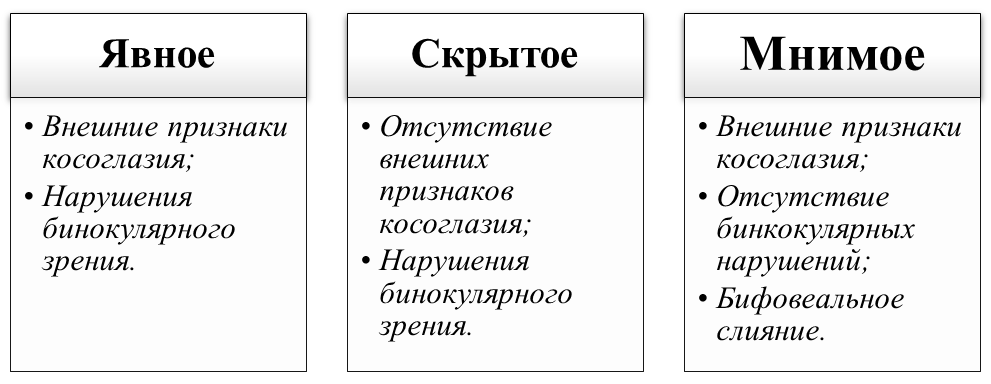 Явное
• Внешние признаки
косоглазия;
• Нарушения
бинокулярного
зрения.
Скрытое
• Отсутствие
внешних
признаков
косоглазия;
• Нарушения
бинокулярного
зрения.
Мнимое
• Внешние признаки
косоглазия;
• Отсутствие
бинкокулярных
нарушений;
• Бифовеальное
слияние.